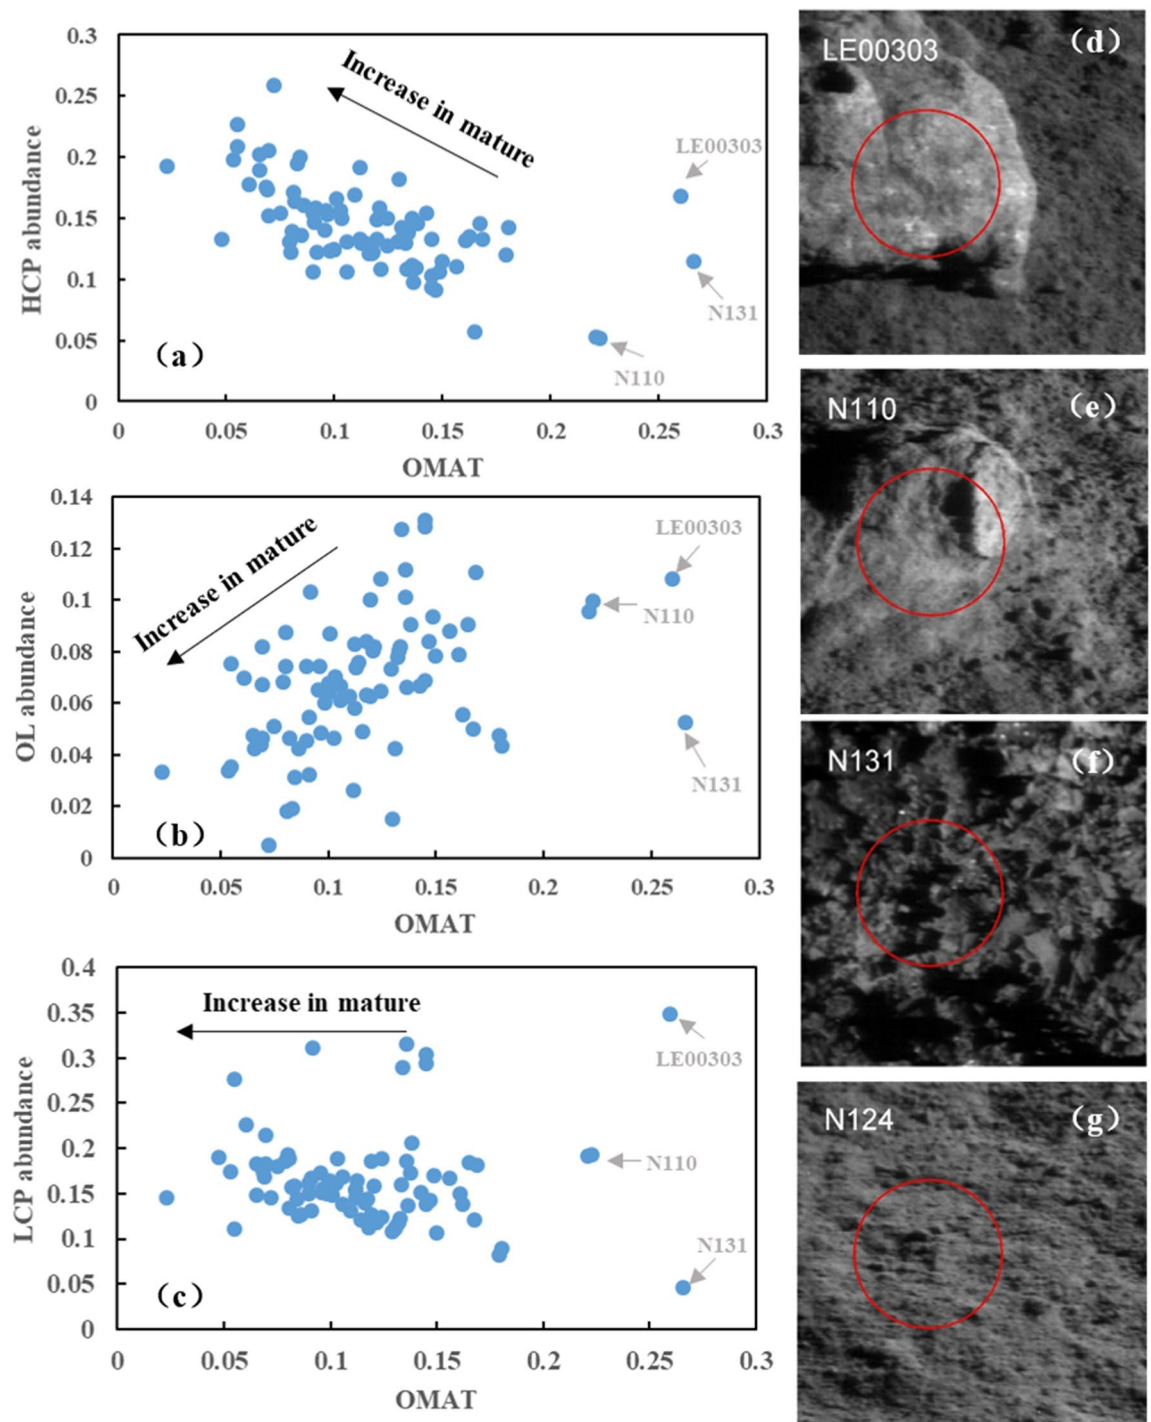 0.3
0.25
0.2
0.15
0.1
0.05
0
HCP abundance
Increase in mature
LE00303
N131
N110
(a)
0
0.05
0.1
0.15
0.2
0.25
0.3
OMAT
0.14
0.12
0.1
0.08
0.06
0.04
0.02
0
OL abundance
Increase in mature
LE00303
N110
N131
(b)
0
0.05
0.1
0.15
0.2
0.25
0.3
OMAT
0.4
0.35
0.3
0.25
0.2
0.15
0.1
0.05
0
LCP abundance
Increase in mature
LE00303
N110
N131
(c)
0
0.05
0.1
0.15
0.2
0.25
0.3
OMAT
LE00303
(d)
N110
(e)
N131
(f)
N124
(g)